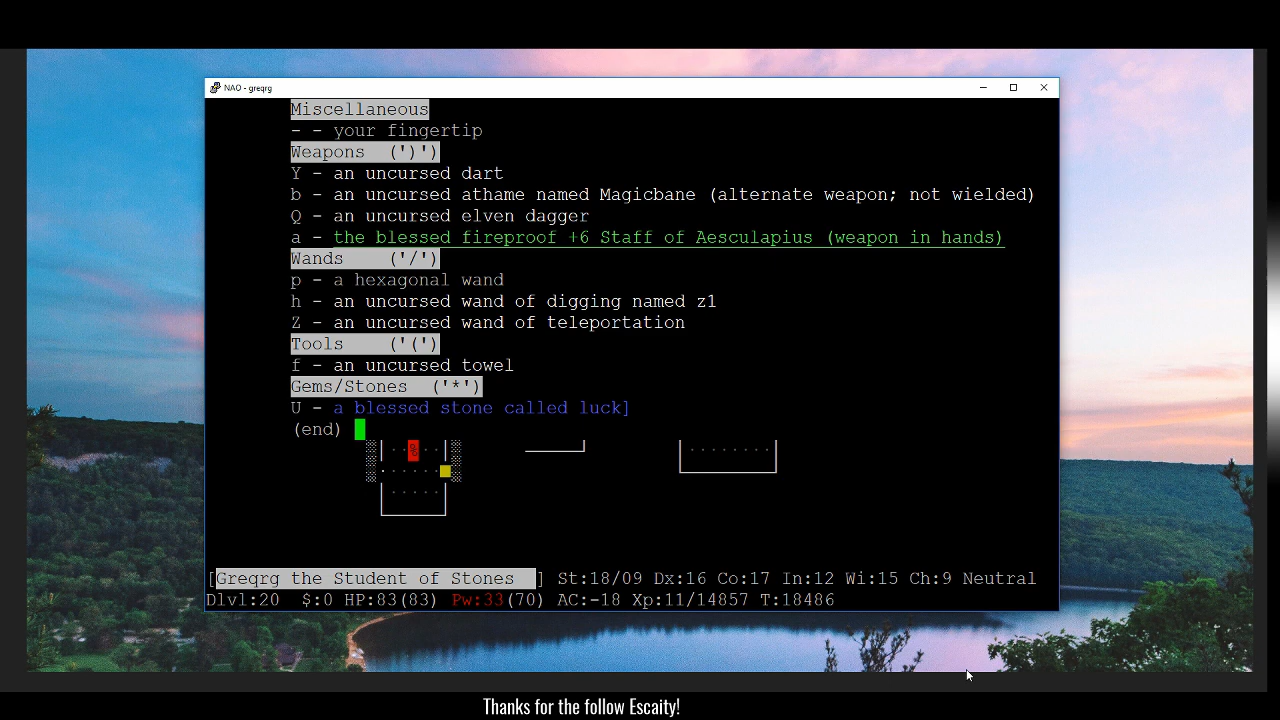 NAO - greqrg
Miscellaneous
- - your fingertip
Weapons (')')
Y - an uncursed dart
b - an uncursed athame named Magicbane (alternate weapon; not wielded)
Q - an uncursed elven dagger
a - the blessed fireproof +6 Staff of Aesculapius (weapon in hands)
Wands ('/')
p - a hexagonal wand
h - an uncursed wand of digging named z1
Z - an uncursed wand of teleportation
Tools ('(')
f - an uncursed towel
Gems/Stones ('*')
U - a blessed stone called luck]
(end)
[Greqrg the Student of Stones ] St:18/09 Dx:16 Co:17 In:12 Wi:15 Ch:9 Neutral
Dlvl:20 $:0 HP:83(83) Pw:33(70) AC:-18 Xp:11/14857 T:18486
Thanks for the follow Escaity!